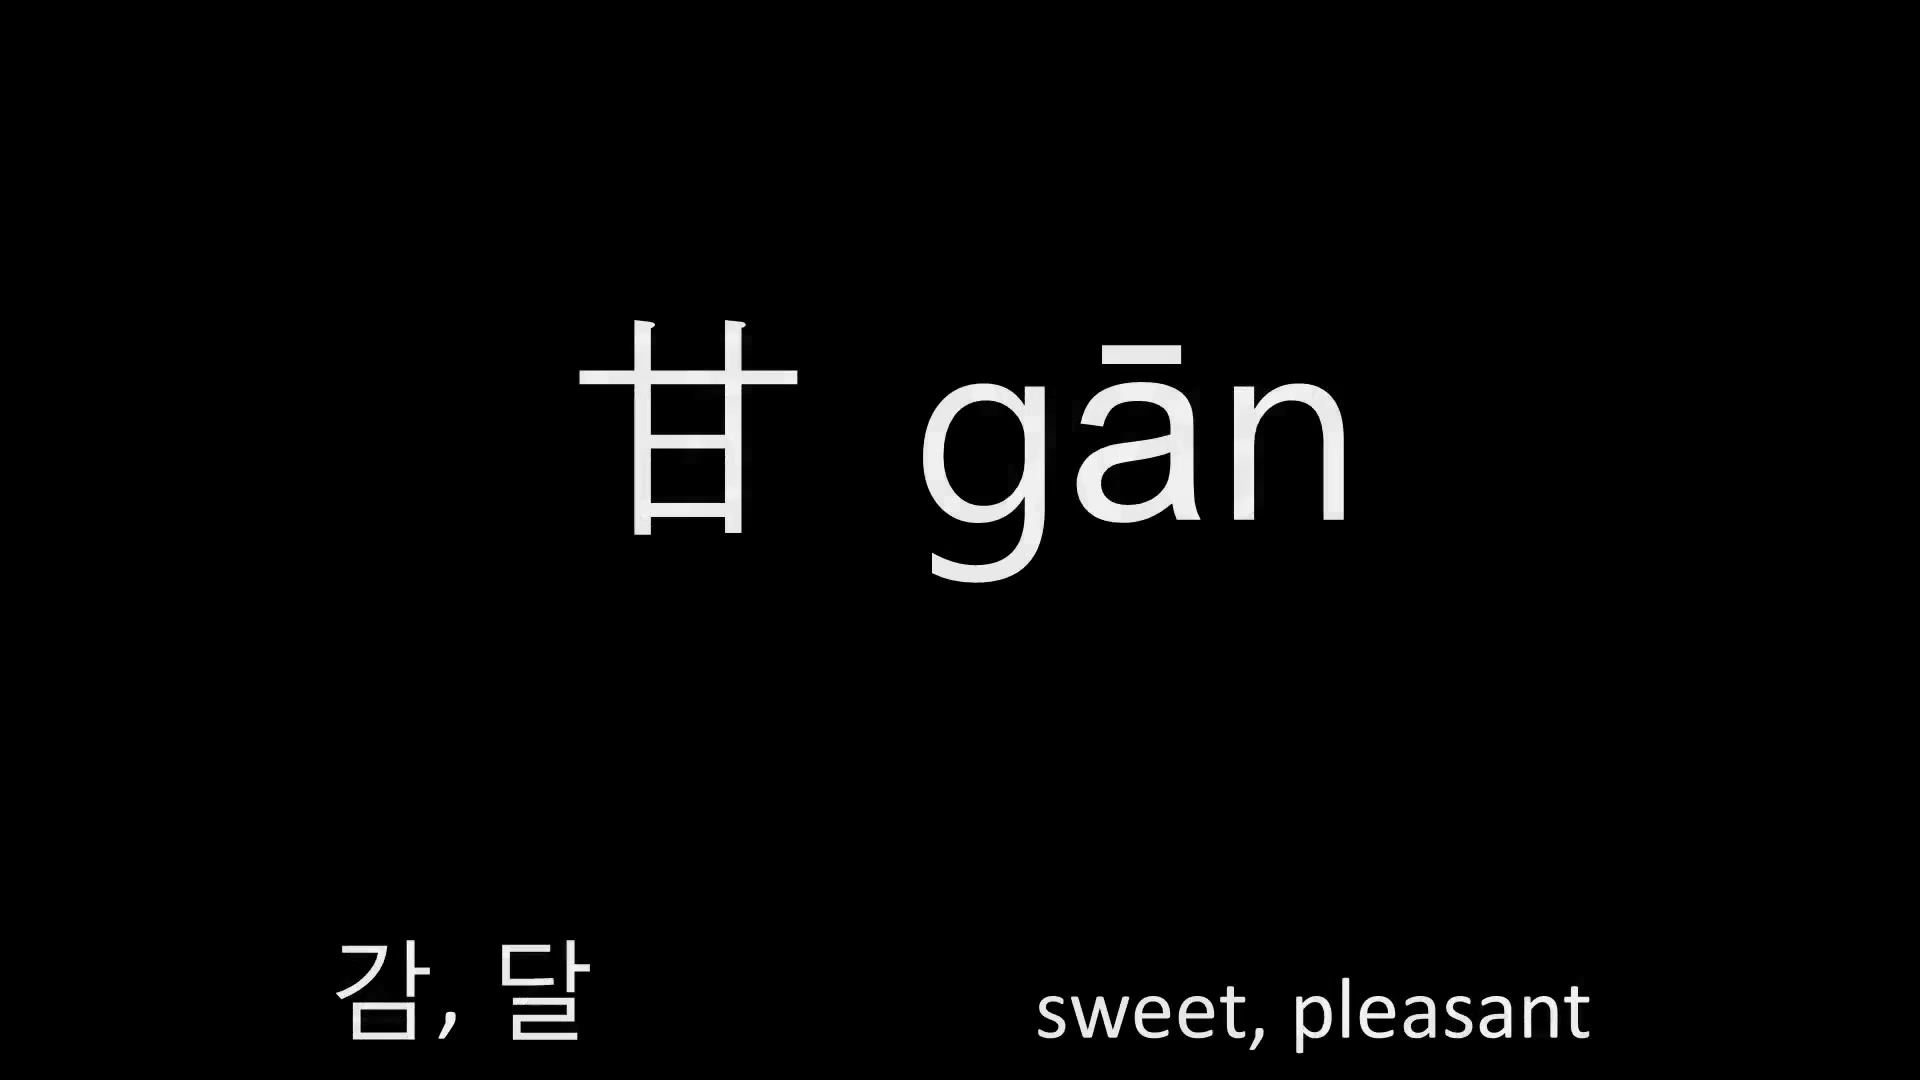 甘 gān
감, 달
sweet, pleasant